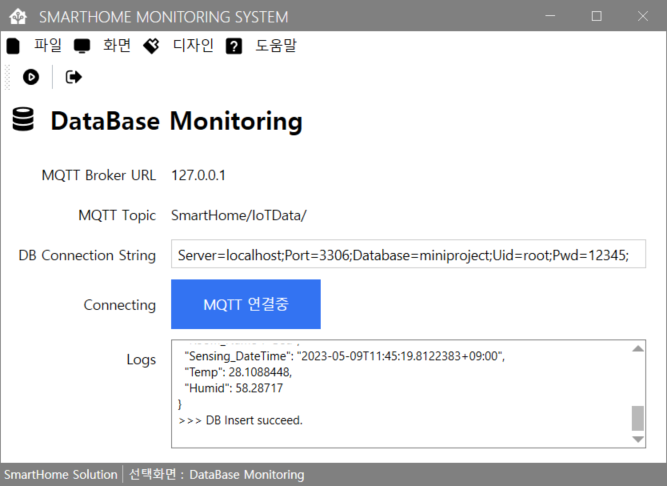 SMARTHOME MONITORING SYSTEM
파일 화면 디자인 도움말
DataBase Monitoring
MQTT Broker URL 127.0.0.1
MQTT Topic SmartHome/IoTData/
DB Connection String Server=localhost;Port=3306;Database=miniproject;Uid=root;Pwd=12345;
Connecting MQTT 연결중
Logs
"Sensing_DateTime": "2023-05-09T11:45:19.8122383+09:00",
"Temp": 28.1088448,
"Humid": 58.28717
}
>>> DB Insert succeed.
SmartHome Solution 선택화면 : DataBase Monitoring